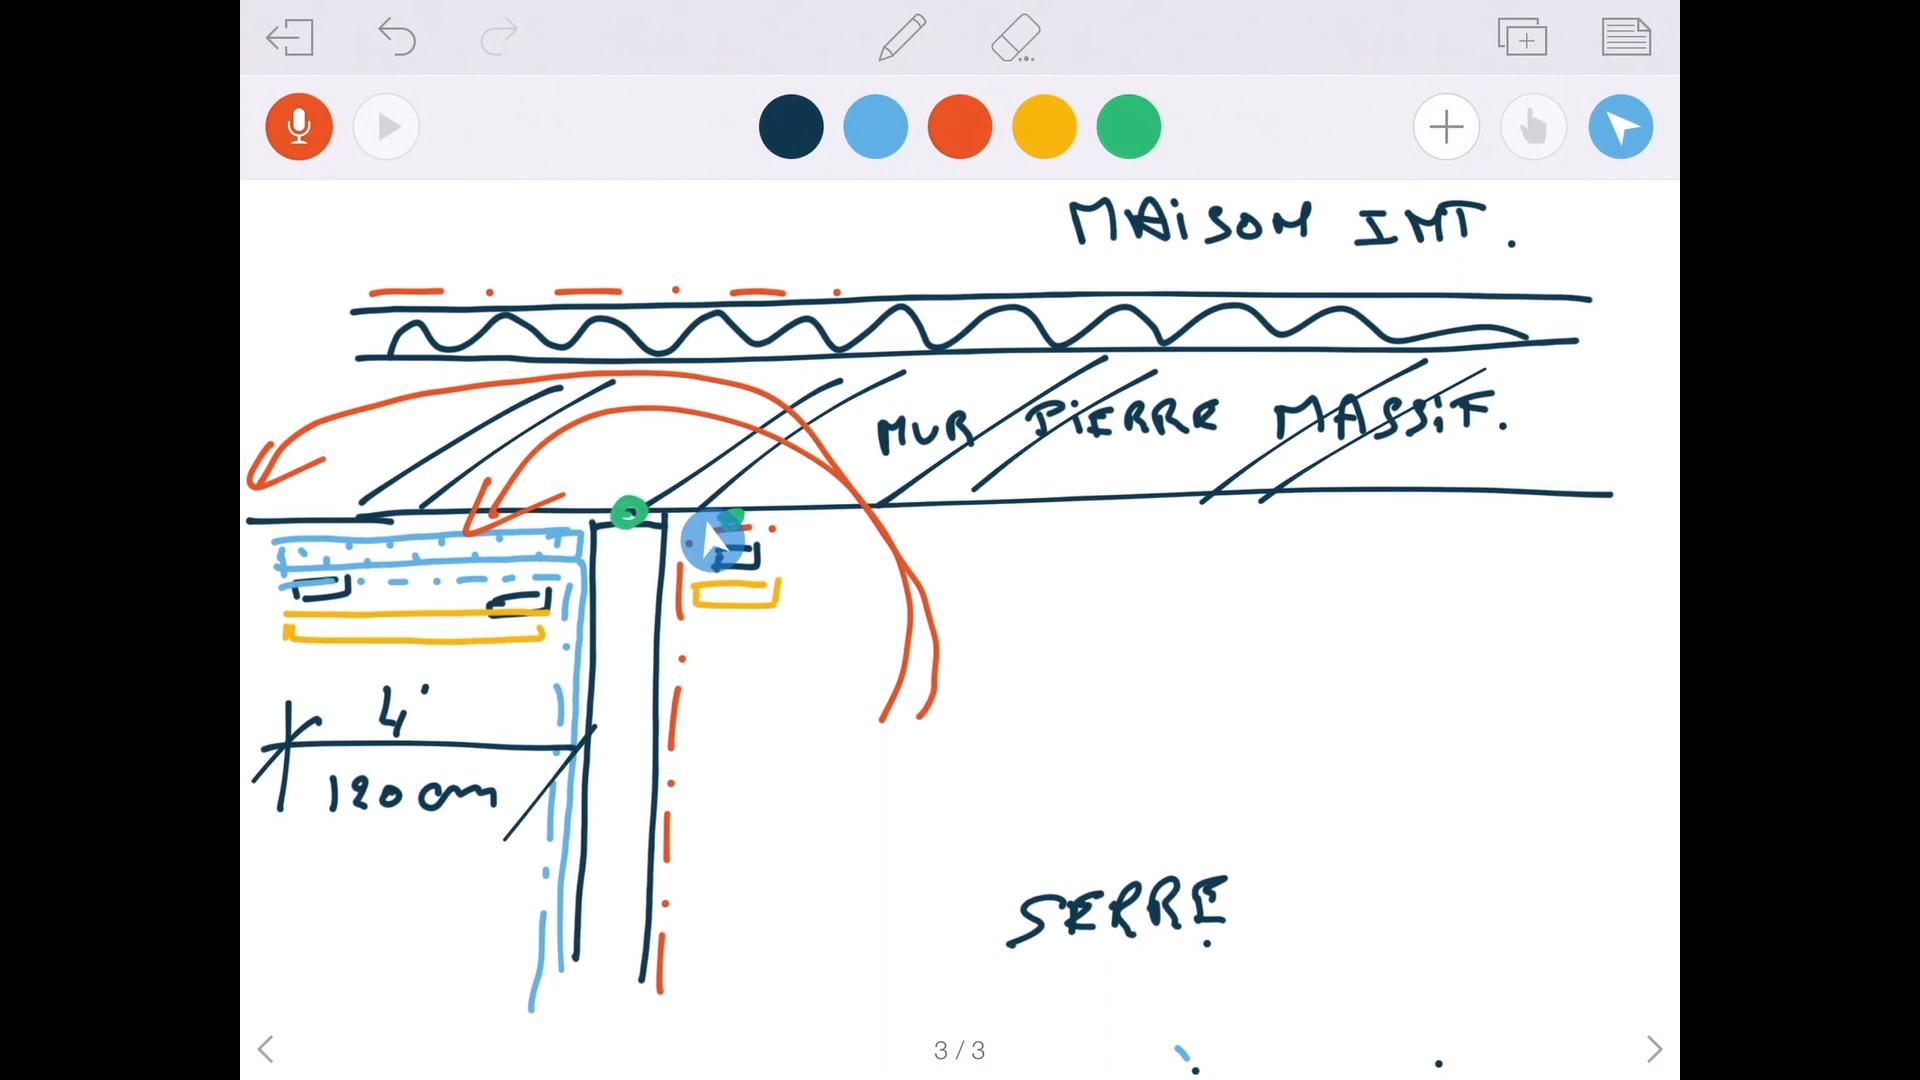 MAiSON INT.
MUR PiERRE MASSiF.
4'
120 cm
SERRE
3 / 3